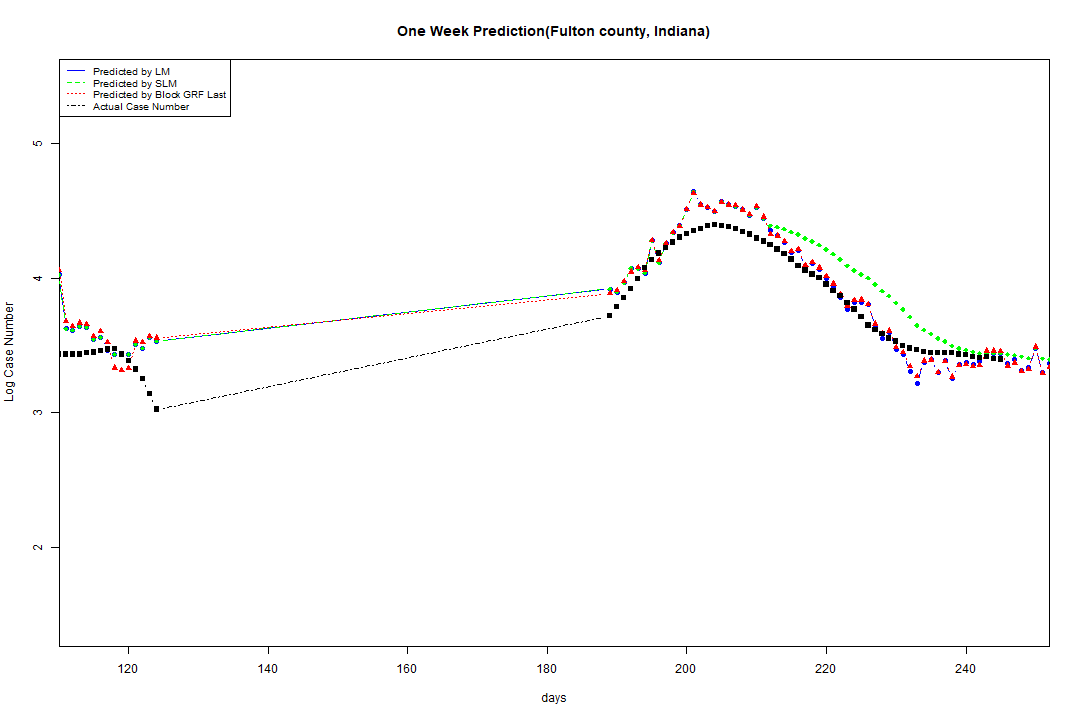 One Week Prediction(Fulton county, Indiana)
Predicted by LM
Predicted by SLM
Predicted by Block GRF Last
Actual Case Number
Log Case Number
5
4
3
2
120 140 160 180 200 220 240
days